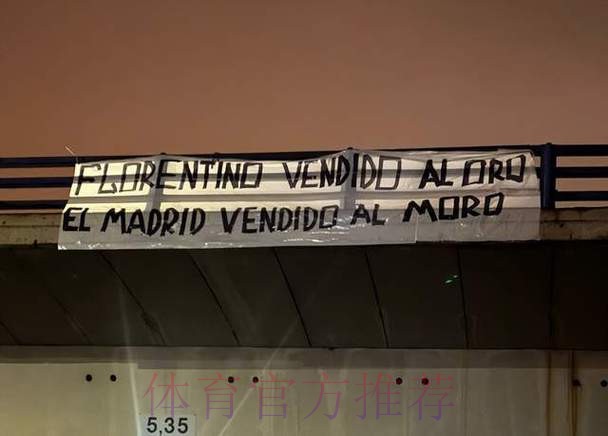 FLORENTINO VENDIDO AL ORO
EL MADRID VENDIDO AL MORO
体育官方推荐
5,35